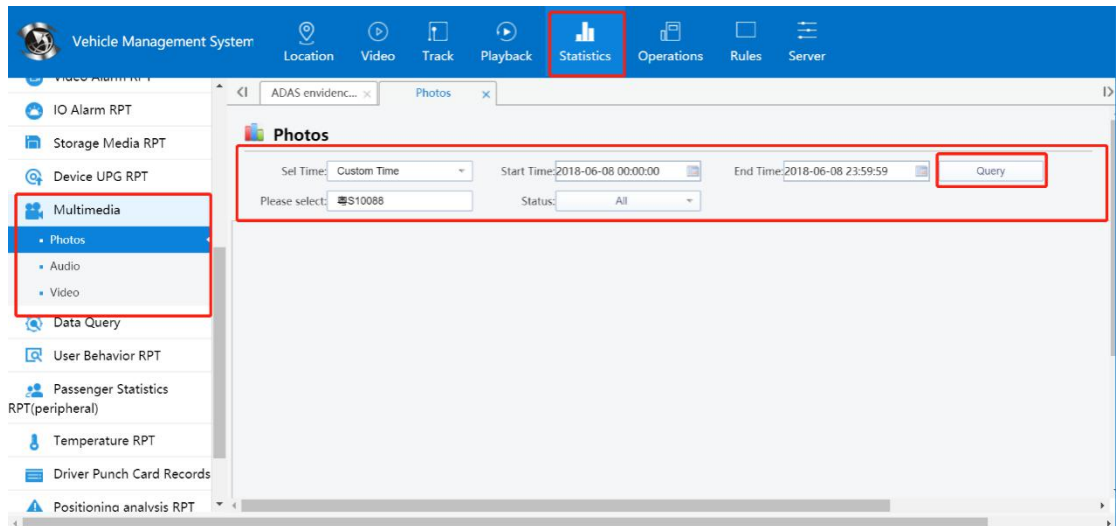 Vehicle Management System
Location Video Track Playback Statistics Operations Rules Server
Video Alarm RPT
IO Alarm RPT
Storage Media RPT
Device UPG RPT
Multimedia
Photos
Audio
Video
Data Query
User Behavior RPT
Passenger Statistics
RPT(peripheral)
Temperature RPT
Driver Punch Card Records
Positioning analysis RPT
ADAS envidenc... Photos
Photos
Sel Time: Custom Time Start Time:2018-06-08 00:00:00 End Time:2018-06-08 23:59:59 Query
Please select: 粤S10088 Status: All